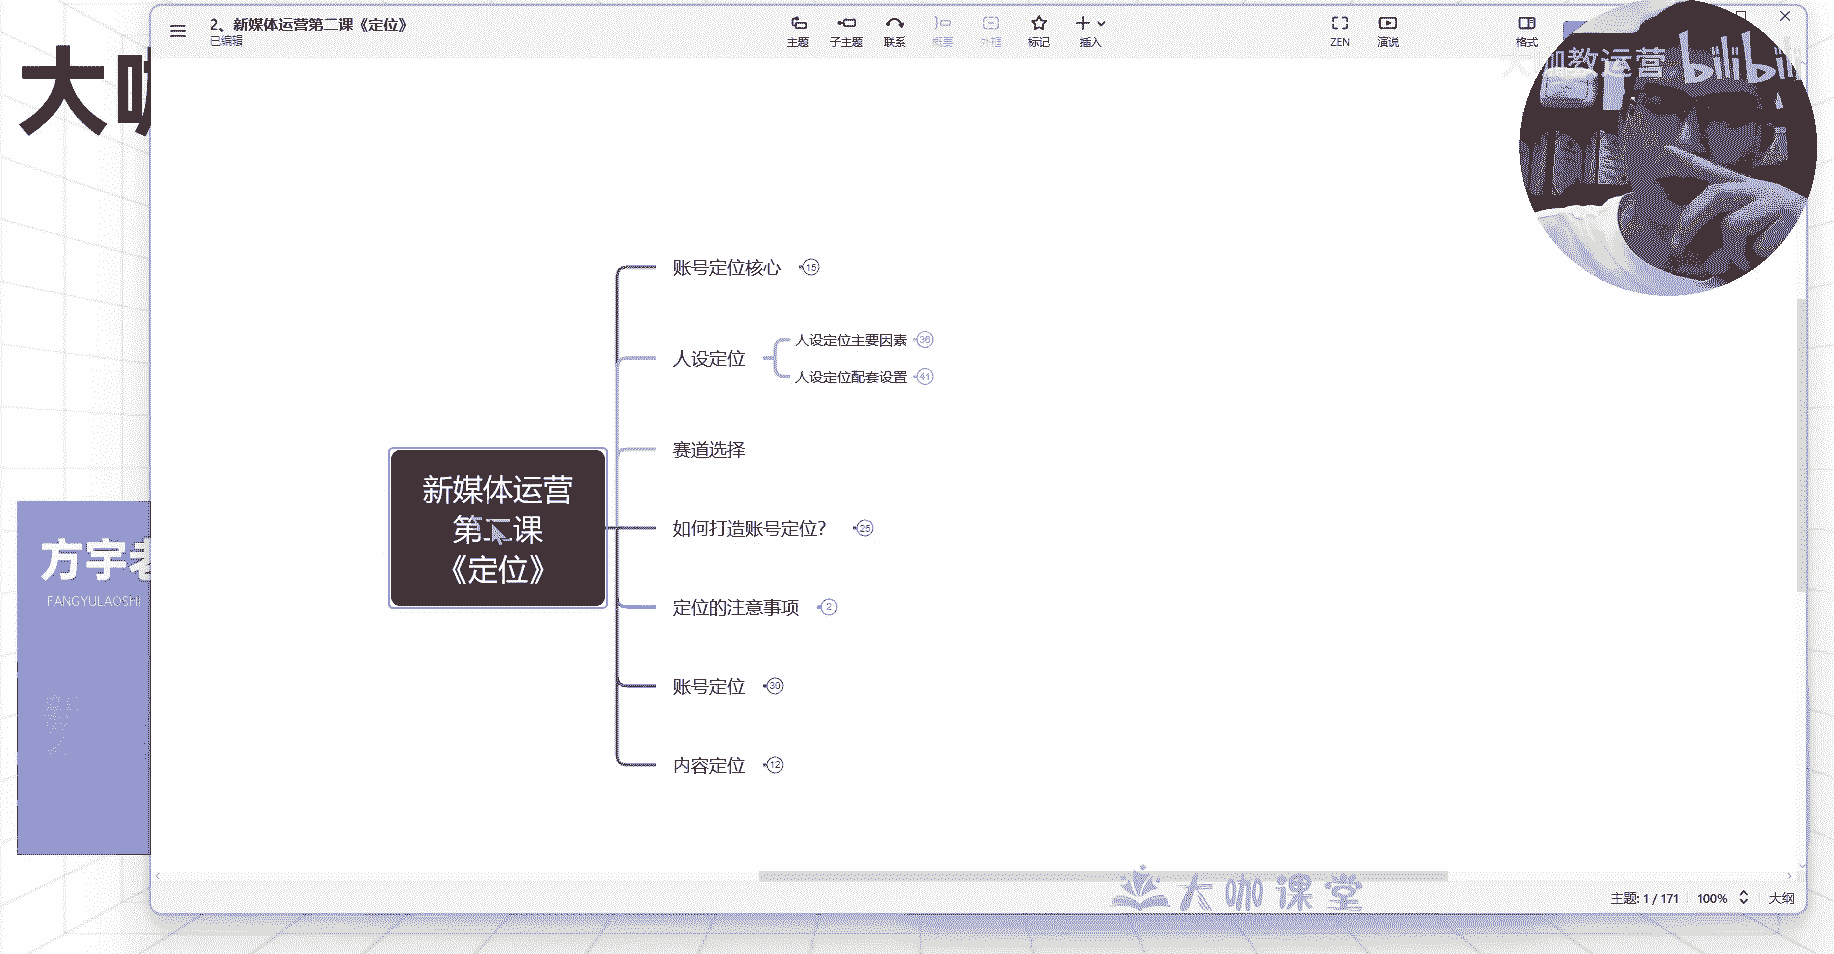 2、新媒体运营第二课《定位》
已编辑
主题
子主题
联系
概要
外框
标记
插入
ZEN
演说
格式
大咖教运营 bilibili
大咖
账号定位核心 15
人设定位
人设定位主要因素 36
人设定位配套设置 41
赛道选择
新媒体运营
第二课
《定位》
如何打造账号定位？ 25
定位的注意事项 2
账号定位 30
内容定位 12
方宇老
FANGYULAOSHI
大咖课堂
主题: 1 / 171
100%
大纲